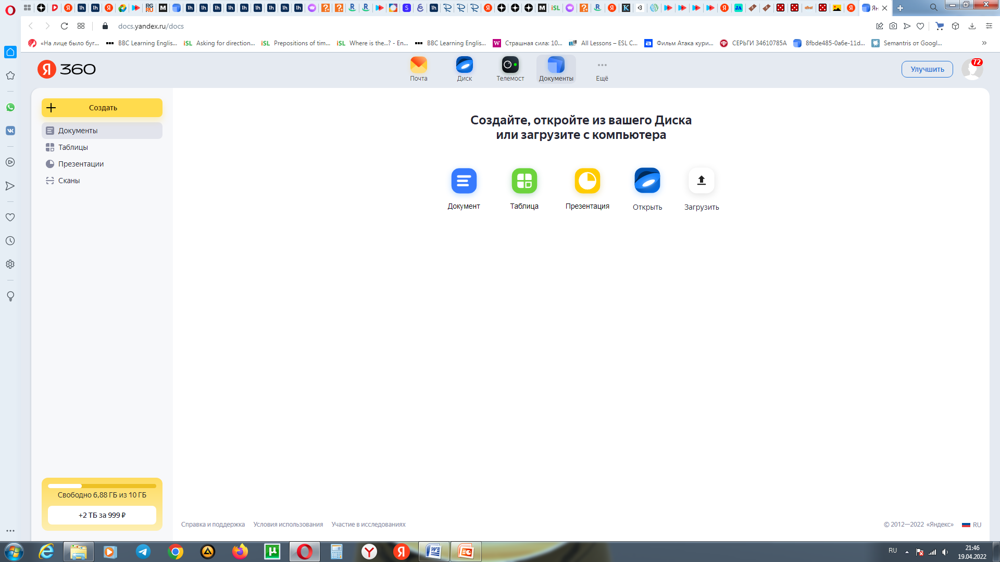 Ян
docs.yandex.ru/docs
«На лице было буг...
BBC Learning Englis...
Asking for direction...
Prepositions of tim...
Where is the...? - En...
BBC Learning Englis...
Страшная сила: 10...
All Lessons – ESL C...
Фильм Атака кури...
СЕРЬГИ 34610785A
8fbde485-0a6e-11d...
Semantris от Googl...
Я 360
Почта
Диск
Телемост
Документы
Ещё
Улучшить
72
Создать
Документы
Таблицы
Презентации
Сканы
Создайте, откройте из вашего Диска
или загрузите с компьютера
Документ
Таблица
Презентация
Открыть
Загрузить
Свободно 6,88 ГБ из 10 ГБ
+2 ТБ за 999 ₽
Справка и поддержка
Условия использования
Участие в исследованиях
© 2012—2022 «Яндекс»
RU
RU
21:46
19.04.2022